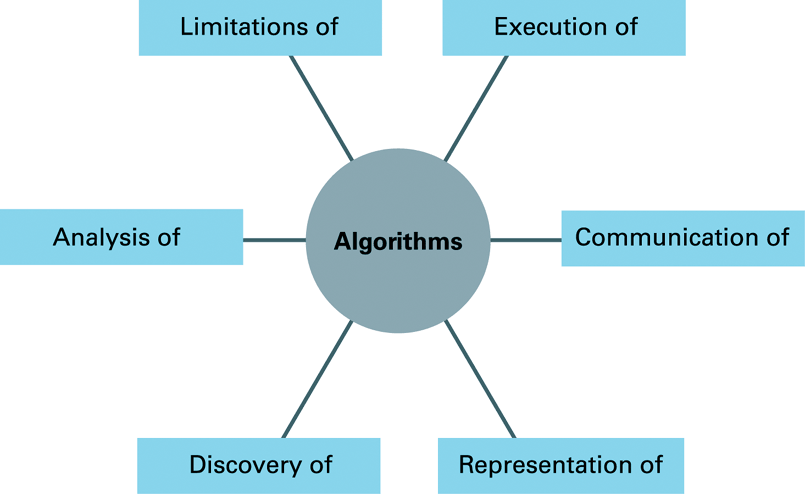 Limitations of
Execution of
Analysis of
Algorithms
Communication of
Discovery of
Representation of